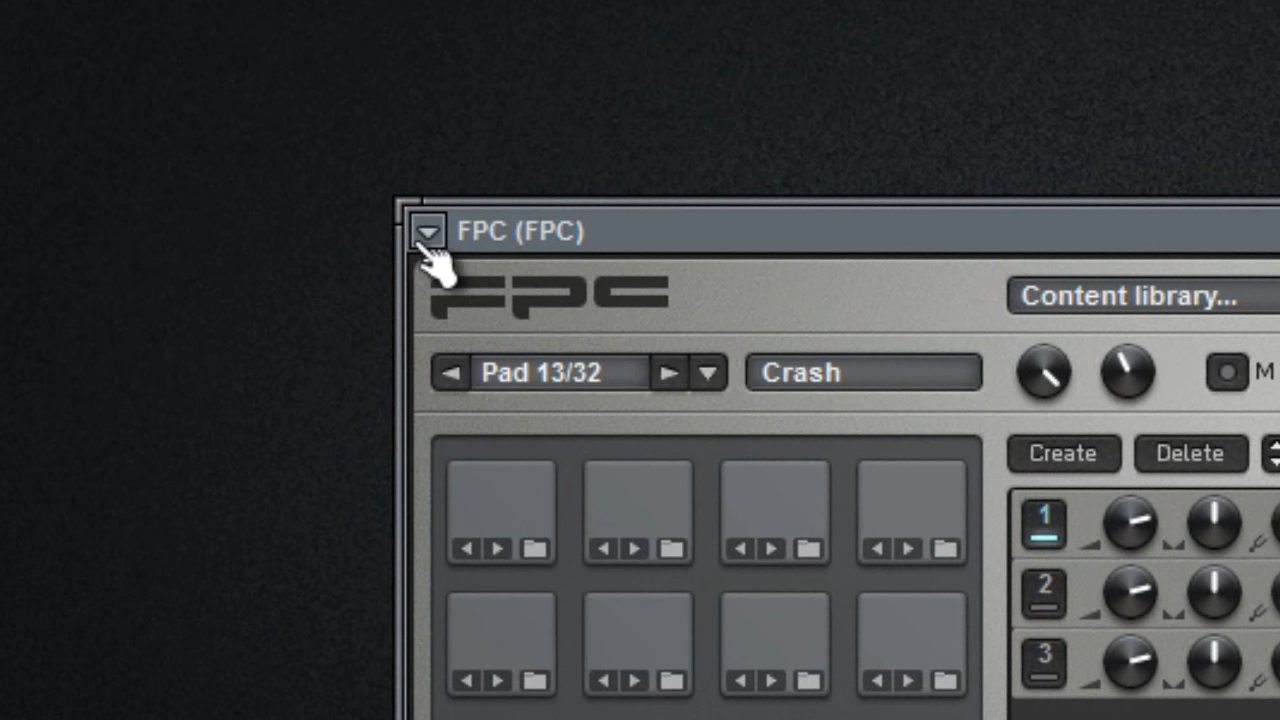 FPC (FPC)
FPC
Content library...
Pad 13/32
Crash
M
Create
Delete
1
2
3